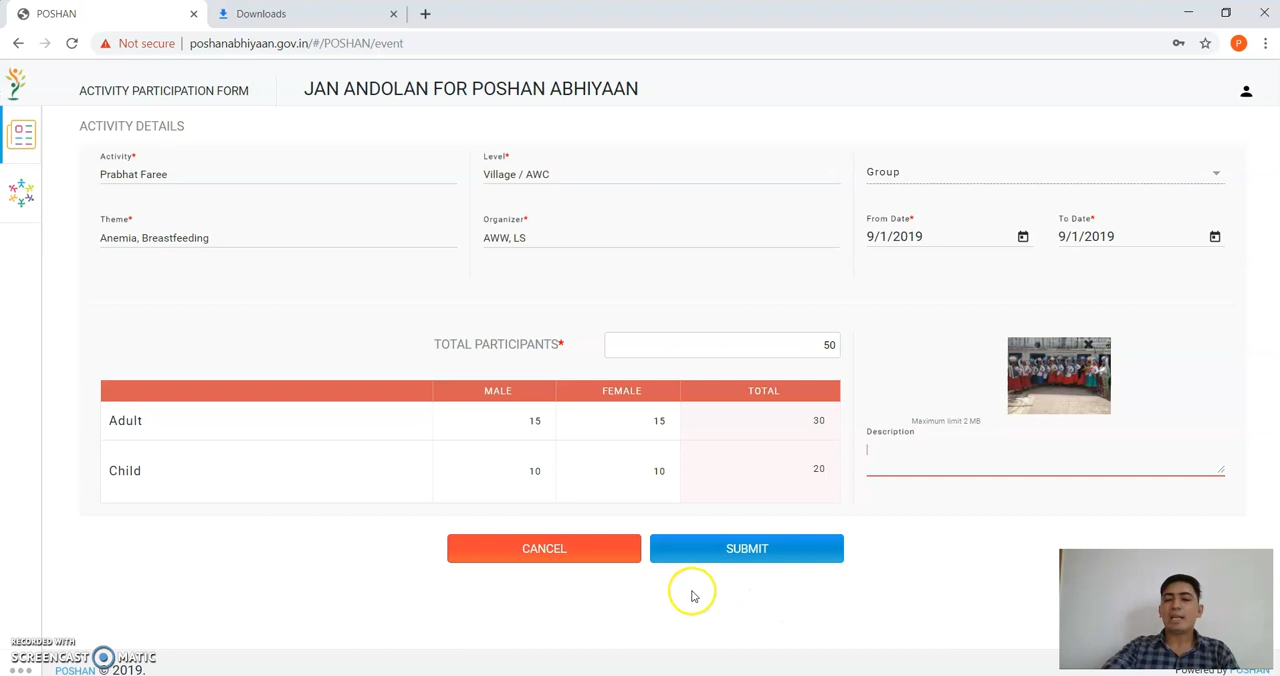 POSHAN
Downloads
Not secure | poshanabhiyaan.gov.in/#/POSHAN/event
P
ACTIVITY PARTICIPATION FORM
JAN ANDOLAN FOR POSHAN ABHIYAAN
ACTIVITY DETAILS
Activity*
Prabhat Faree
Level*
Village / AWC
Group
Theme*
Anemia, Breastfeeding
Organizer*
AWW, LS
From Date*
9/1/2019
To Date*
9/1/2019
TOTAL PARTICIPANTS*
50
MALE FEMALE TOTAL
Adult 15 15 30
Child 10 10 20
Maximum limit 2 MB
Description
CANCEL
SUBMIT
RECORDED WITH
SCREENCAST MATIC
POSHAN © 2019.
Powered by POSHAN